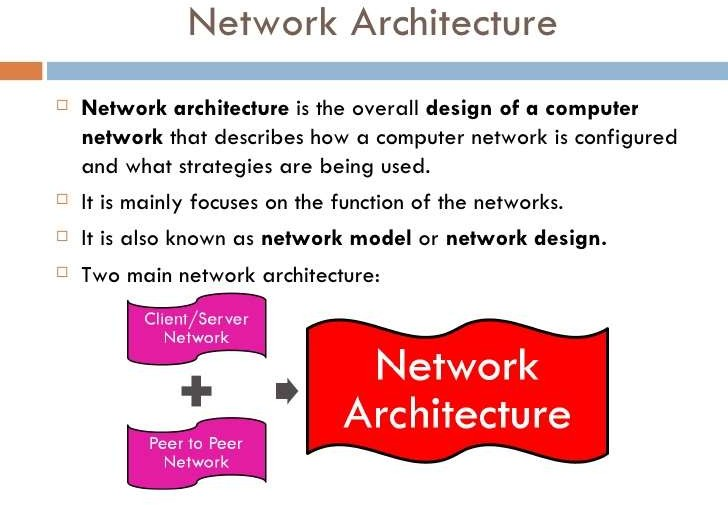 Network Architecture
Network architecture is the overall design of a computer
network that describes how a computer network is configured
and what strategies are being used.
It is mainly focuses on the function of the networks.
It is also known as network model or network design.
Two main network architecture:
Client/Server
Network
Peer to Peer
Network
Network
Architecture